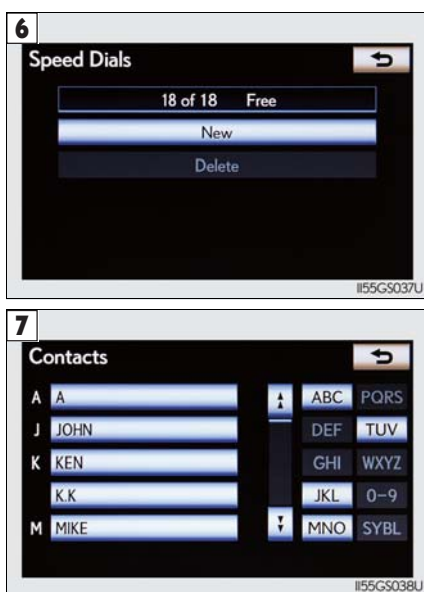 6
Speed Dials
18 of 18 Free
New
Delete
II55GS037U
7
Contacts
A A ABC PQRS
J JOHN DEF TUV
K KEN GHI WXYZ
K.K JKL 0-9
M MIKE MNO SYBL
II55GS038U